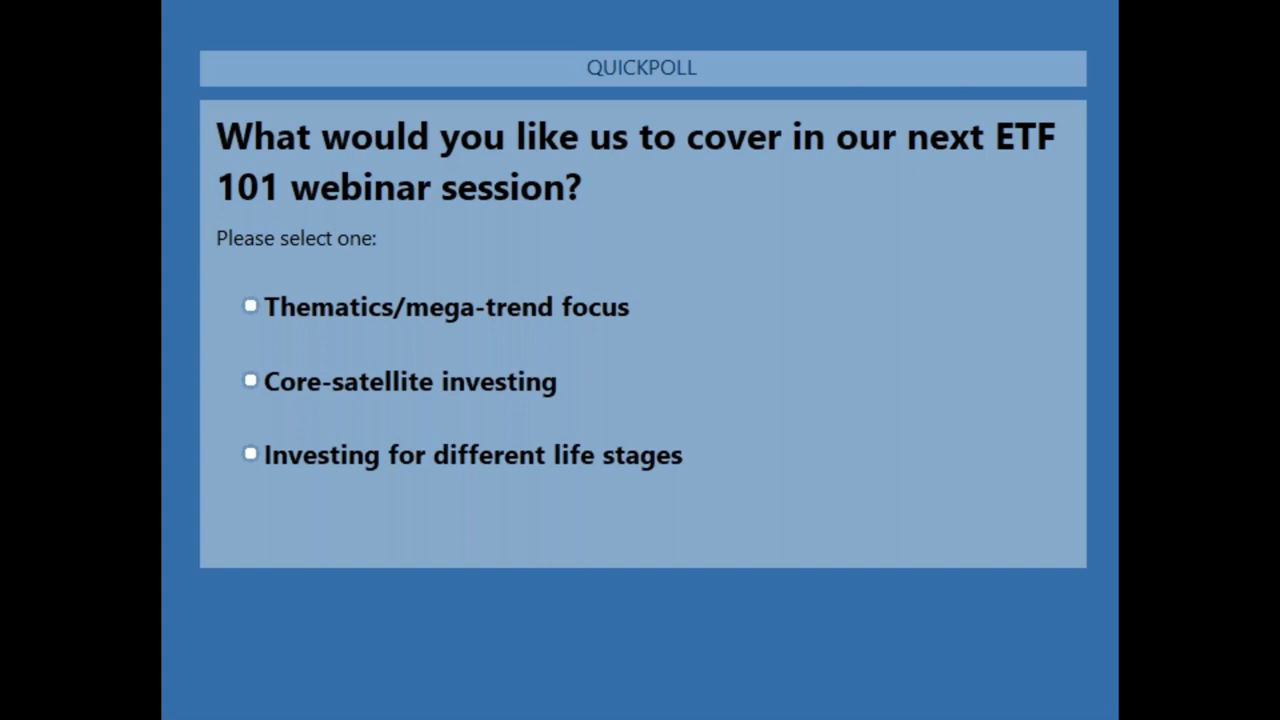 QUICKPOLL
What would you like us to cover in our next ETF
101 webinar session?
Please select one:
Thematics/mega-trend focus
Core-satellite investing
Investing for different life stages